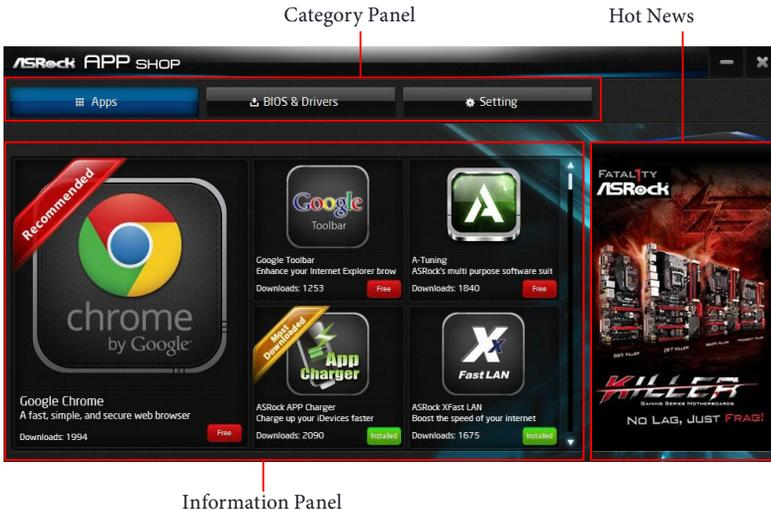 Category Panel
Hot News
ASRock APP SHOP
Apps
BIOS & Drivers
Setting
Recommended
chrome
by Google
Google Chrome
A fast, simple, and secure web browser
Downloads: 1994
Free
Google
Toolbar
Google Toolbar
Enhance your Internet Explorer brow
Downloads: 1253
Free
A
A-Tuning
ASRock's multi purpose software suit
Downloads: 1840
Free
Most
Downloaded
App
Charger
ASRock APP Charger
Charge up your iDevices faster
Downloads: 2090
Installed
X
Fast LAN
ASRock XFast LAN
Boost the speed of your internet
Downloads: 1675
Installed
FATAL1TY
ASRock
KILLER
GAMING SERIES MOTHERBOARDS
NO LAG, JUST FRAG!
Information Panel